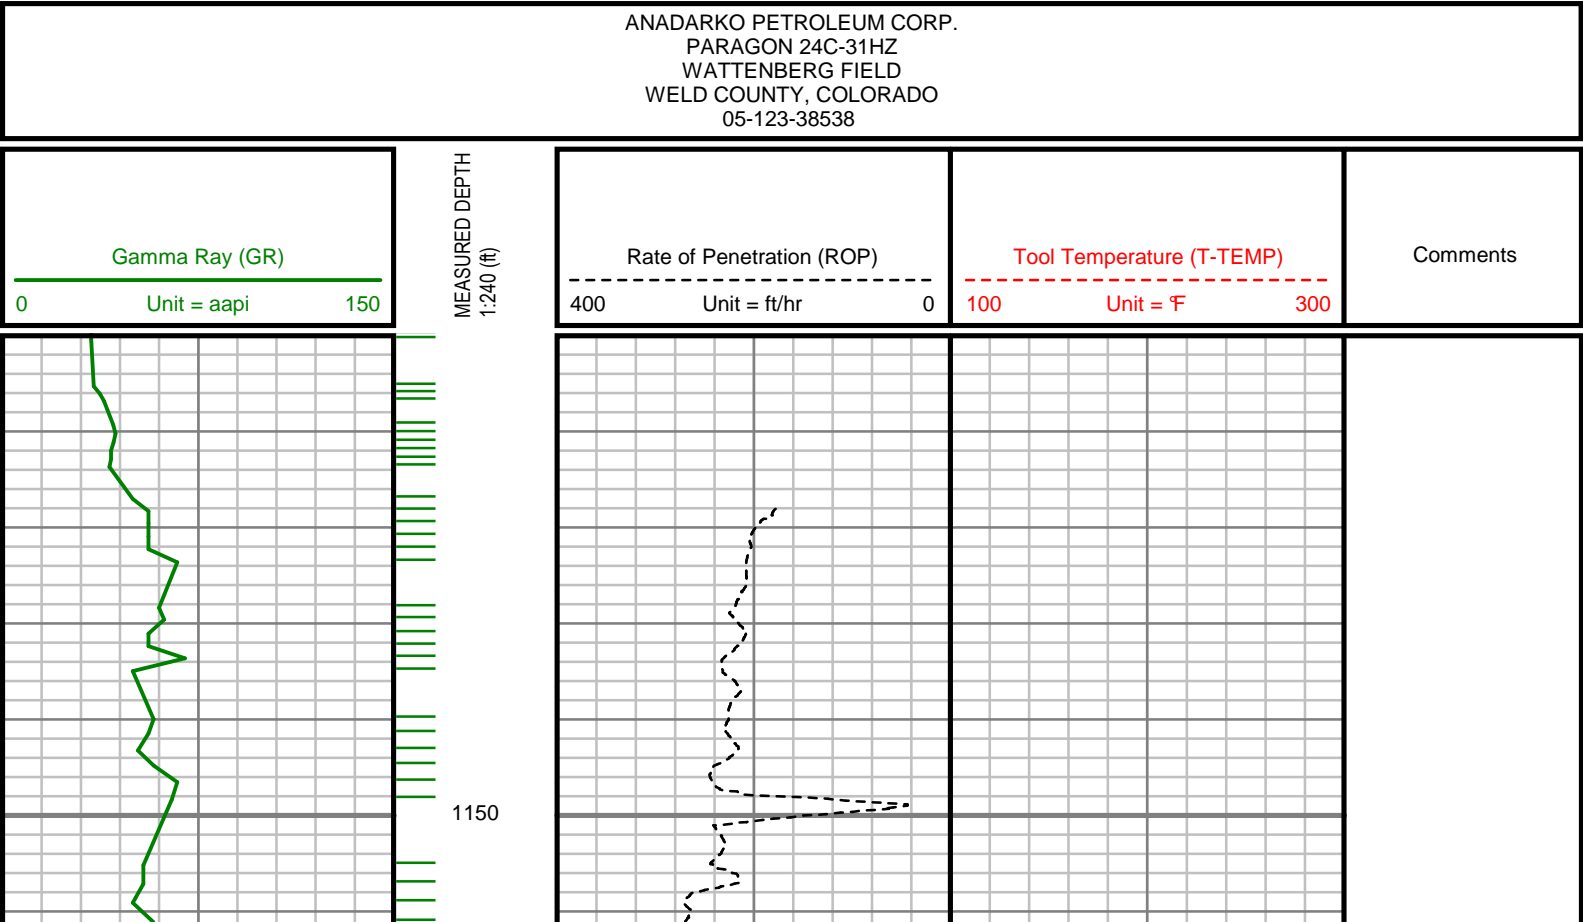 ANADARKO PETROLEUM CORP.
PARAGON 24C-31HZ
WATTENBERG FIELD
WELD COUNTY, COLORADO
05-123-38538
Gamma Ray (GR)
0 Unit = aapi 150
MEASURED DEPTH
1:240 (ft)
Rate of Penetration (ROP)
400 Unit = ft/hr 0
Tool Temperature (T-TEMP)
100 Unit = °F 300
Comments
1150